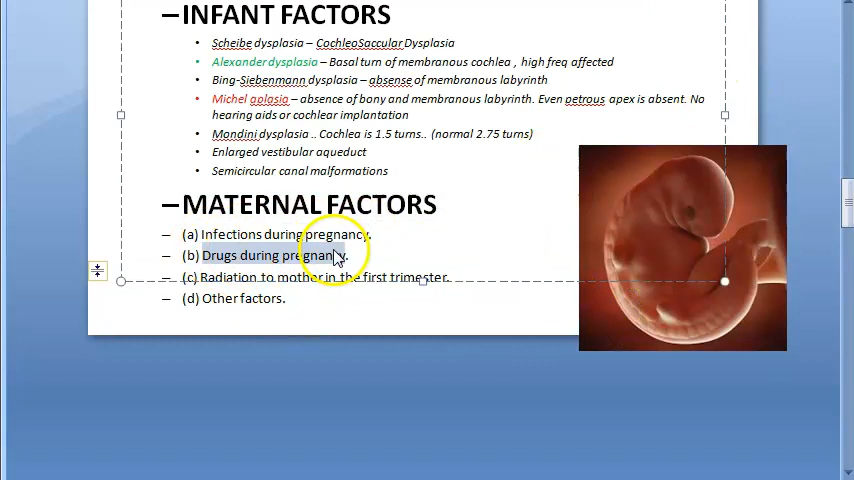 – INFANT FACTORS
• Scheibe dysplasia – CochleoSaccular Dysplasia
• Alexander dysplasia – Basal turn of membranous cochlea , high freq affected
• Bing-Siebenmann dysplasia – absense of membranous labyrinth
• Michel aplasia – absence of bony and membranous labyrinth. Even petrous apex is absent. No
hearing aids or cochlear implantation
• Mondini dysplasia .. Cochlea is 1.5 turns.. (normal 2.75 turns)
• Enlarged vestibular aqueduct
• Semicircular canal malformations
– MATERNAL FACTORS
– (a) Infections during pregnancy.
– (b) Drugs during pregnancy.
– (c) Radiation to mother in the first trimester.
– (d) Other factors.